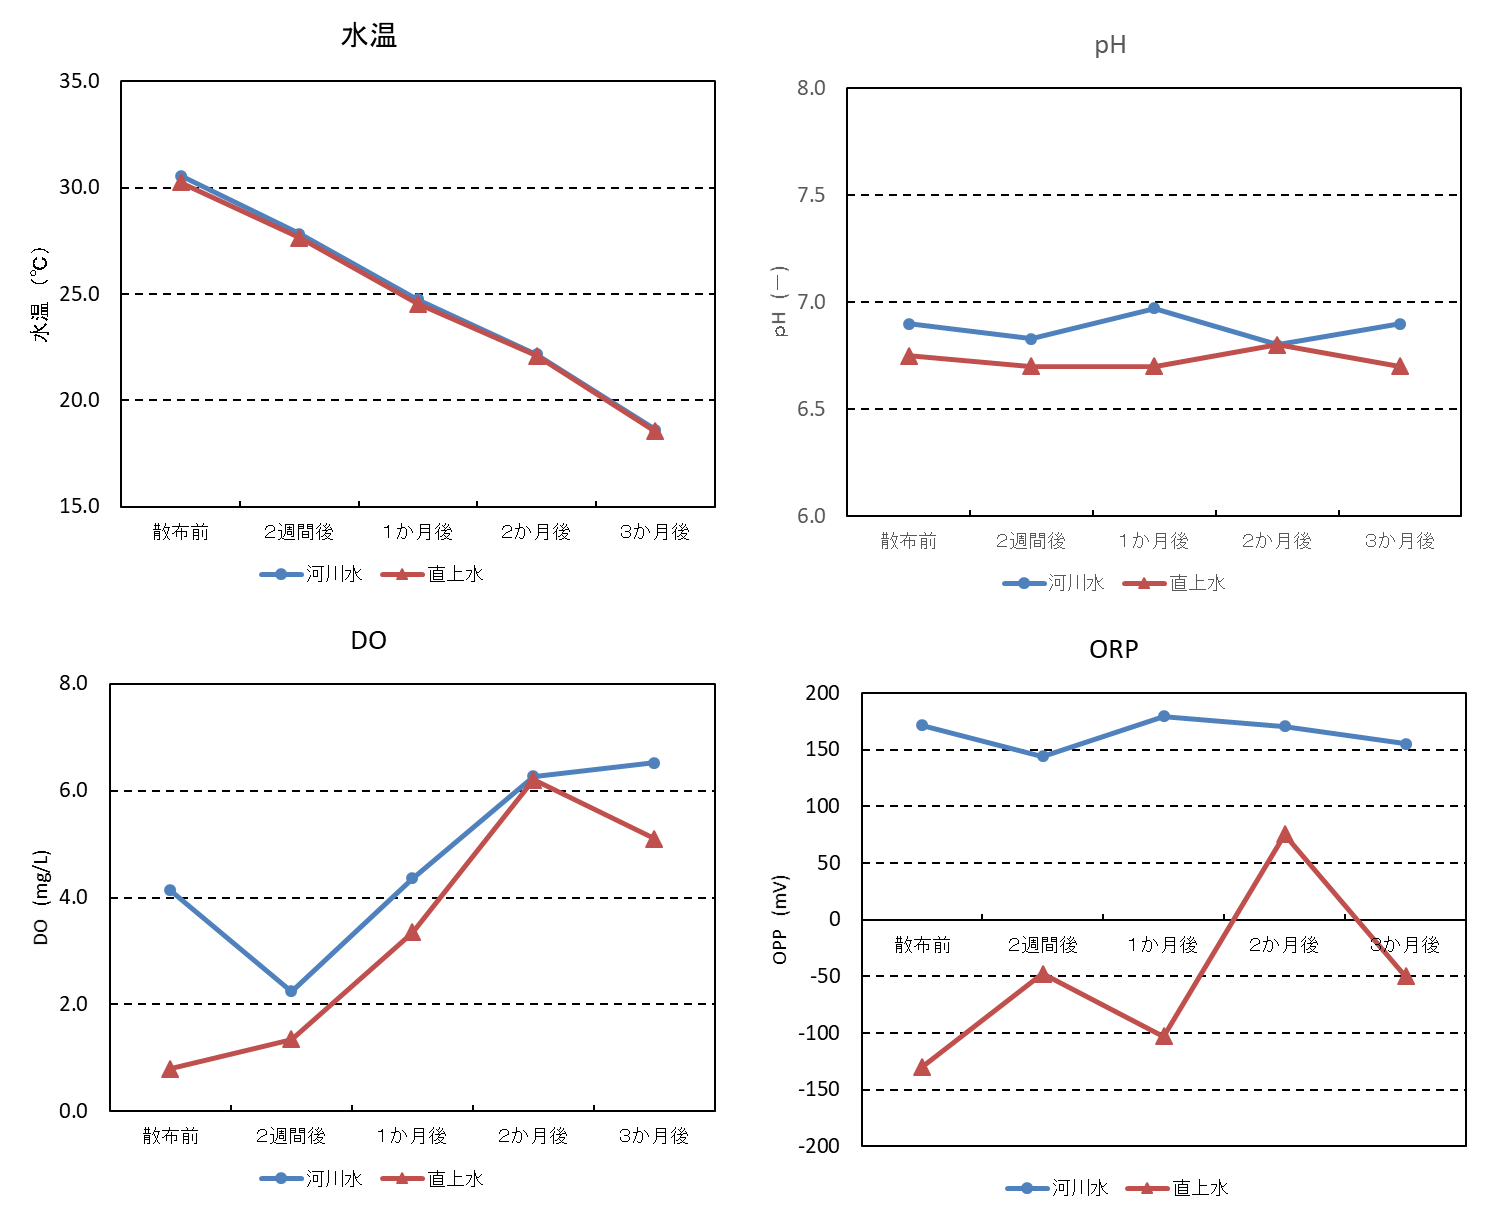 水温
35.0
30.0
25.0
20.0
15.0
水温（℃）
散布前 2週間後 1か月後 2か月後 3か月後
河川水 直上水
pH
8.0
7.5
7.0
6.5
6.0
pH（―）
散布前 2週間後 1か月後 2か月後 3か月後
河川水 直上水
DO
8.0
6.0
4.0
2.0
0.0
DO (mg/L)
散布前 2週間後 1か月後 2か月後 3か月後
河川水 直上水
ORP
200
150
100
50
0
-50
-100
-150
-200
OPP (mV)
散布前 2週間後 1か月後 2か月後 3か月後
河川水 直上水